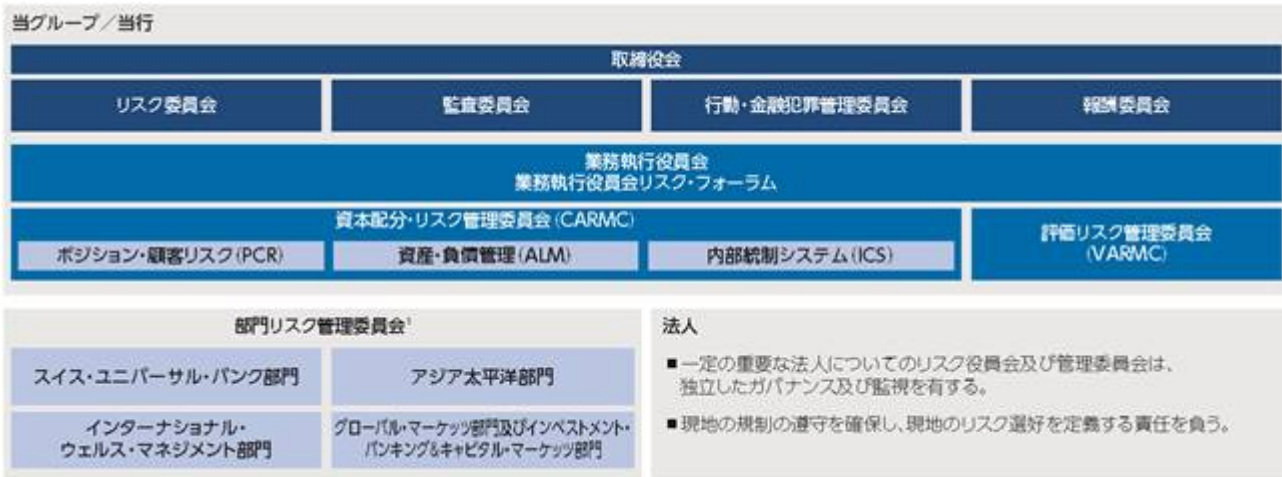 当グループ／当行
取締役会
リスク委員会
監査委員会
行動・金融犯罪管理委員会
報酬委員会
業務執行役員会
業務執行役員会リスク・フォーラム
資本配分・リスク管理委員会(CARMC)
ポジション・顧客リスク(PCR)
資産・負債管理(ALM)
内部統制システム(ICS)
評価リスク管理委員会
(VARMC)
部門リスク管理委員会¹
スイス・ユニバーサル・バンク部門
アジア太平洋部門
インターナショナル・
ウェルス・マネジメント部門
グローバル・マーケッツ部門及びインベストメント・
バンキング&キャピタル・マーケッツ部門
法人
■一定の重要な法人についてのリスク役員会及び管理委員会は、
独立したガバナンス及び監視を有する。
■現地の規制の遵守を確保し、現地のリスク選好を定義する責任を負う。